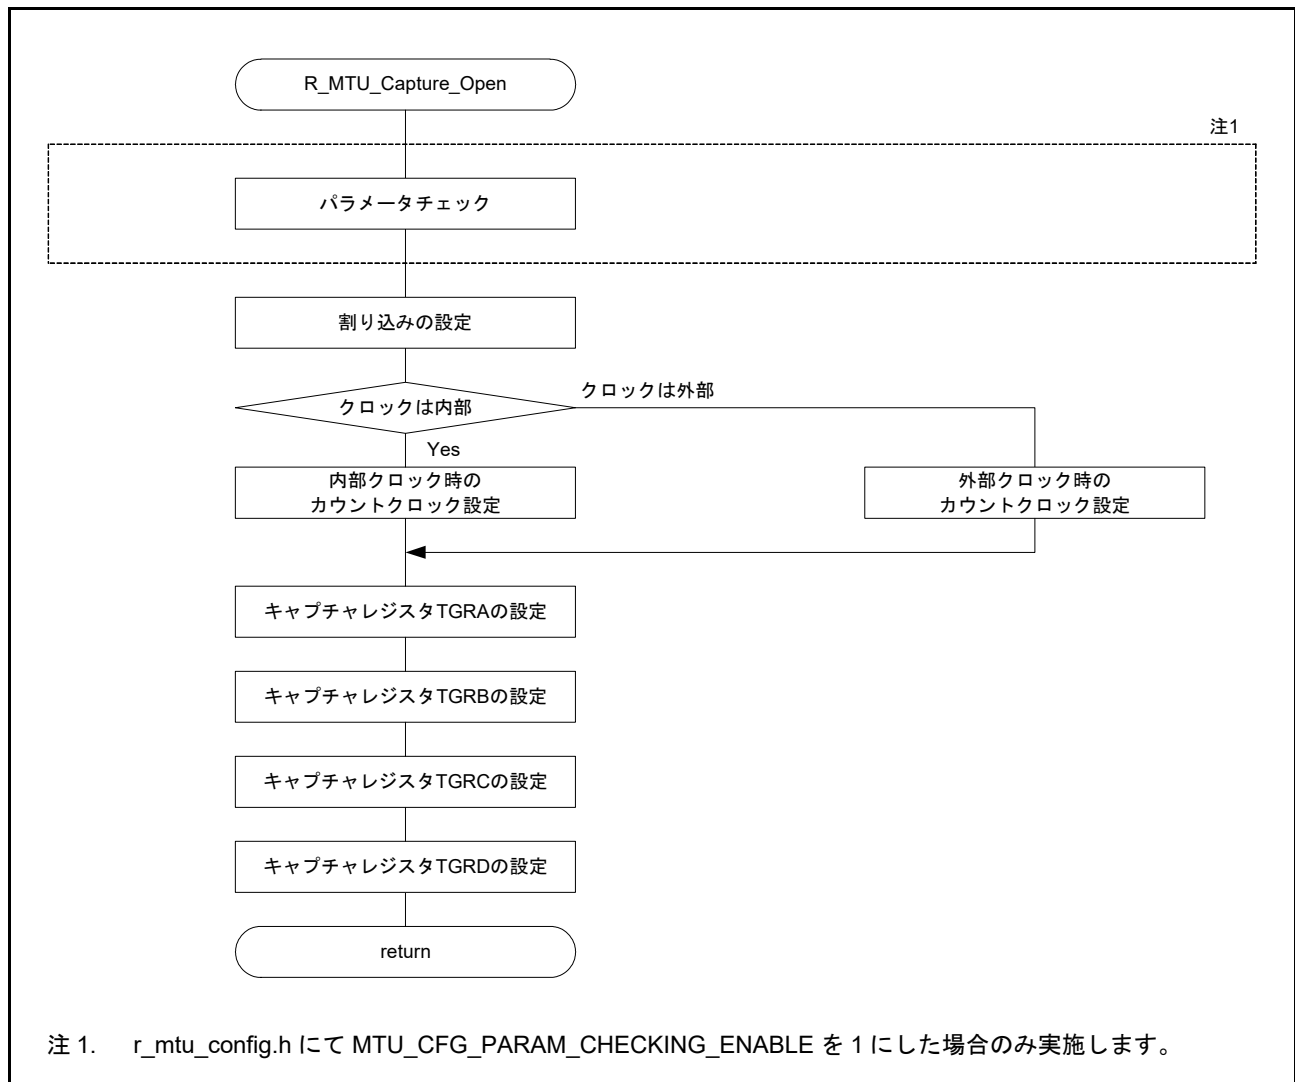 R_MTU_Capture_Open
注1
パラメータチェック
割り込みの設定
クロックは内部
クロックは外部
Yes
内部クロック時の
カウントクロック設定
外部クロック時の
カウントクロック設定
キャプチャレジスタTGRAの設定
キャプチャレジスタTGRBの設定
キャプチャレジスタTGRCの設定
キャプチャレジスタTGRDの設定
return
注 1. r_mtu_config.h にて MTU_CFG_PARAM_CHECKING_ENABLE を 1 にした場合のみ実施します。